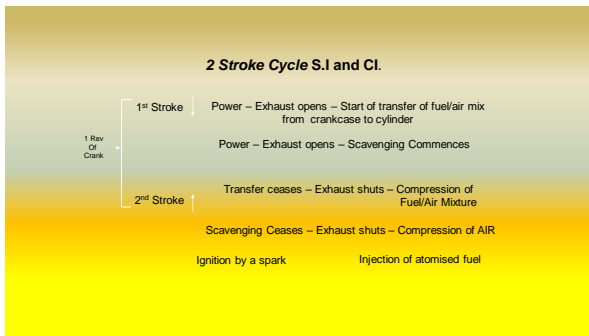 2 Stroke Cycle S.I and CI.
1st Stroke
Power – Exhaust opens – Start of transfer of fuel/air mix
from crankcase to cylinder
1 Rev
Of
Crank
Power – Exhaust opens – Scavenging Commences
2nd Stroke
Transfer ceases – Exhaust shuts – Compression of
Fuel/Air Mixture
Scavenging Ceases – Exhaust shuts – Compression of AIR
Ignition by a spark
Injection of atomised fuel